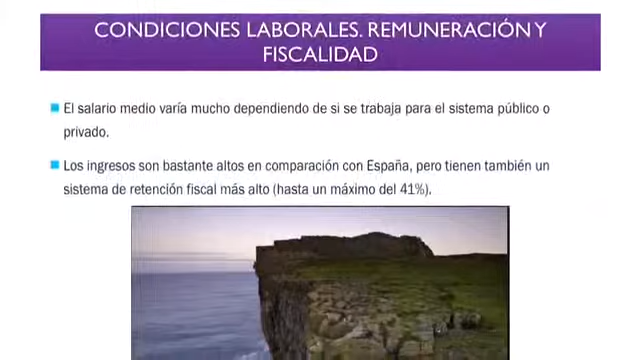 CONDICIONES LABORALES. REMUNERACIÓN Y
FISCALIDAD
El salario medio varía mucho dependiendo de si se trabaja para el sistema público o
privado.
Los ingresos son bastante altos en comparación con España, pero tienen también un
sistema de retención fiscal más alto (hasta un máximo del 41%).